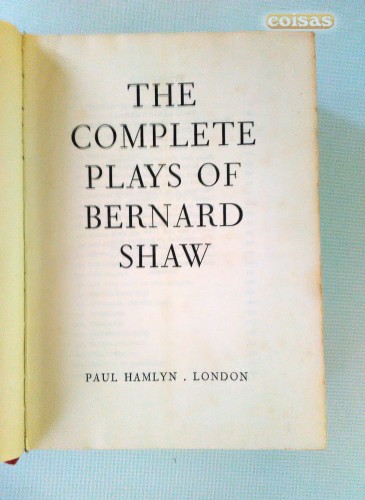 coisas
THE
COMPLETE
PLAYS OF
BERNARD
SHAW
PAUL HAMLYN . LONDON